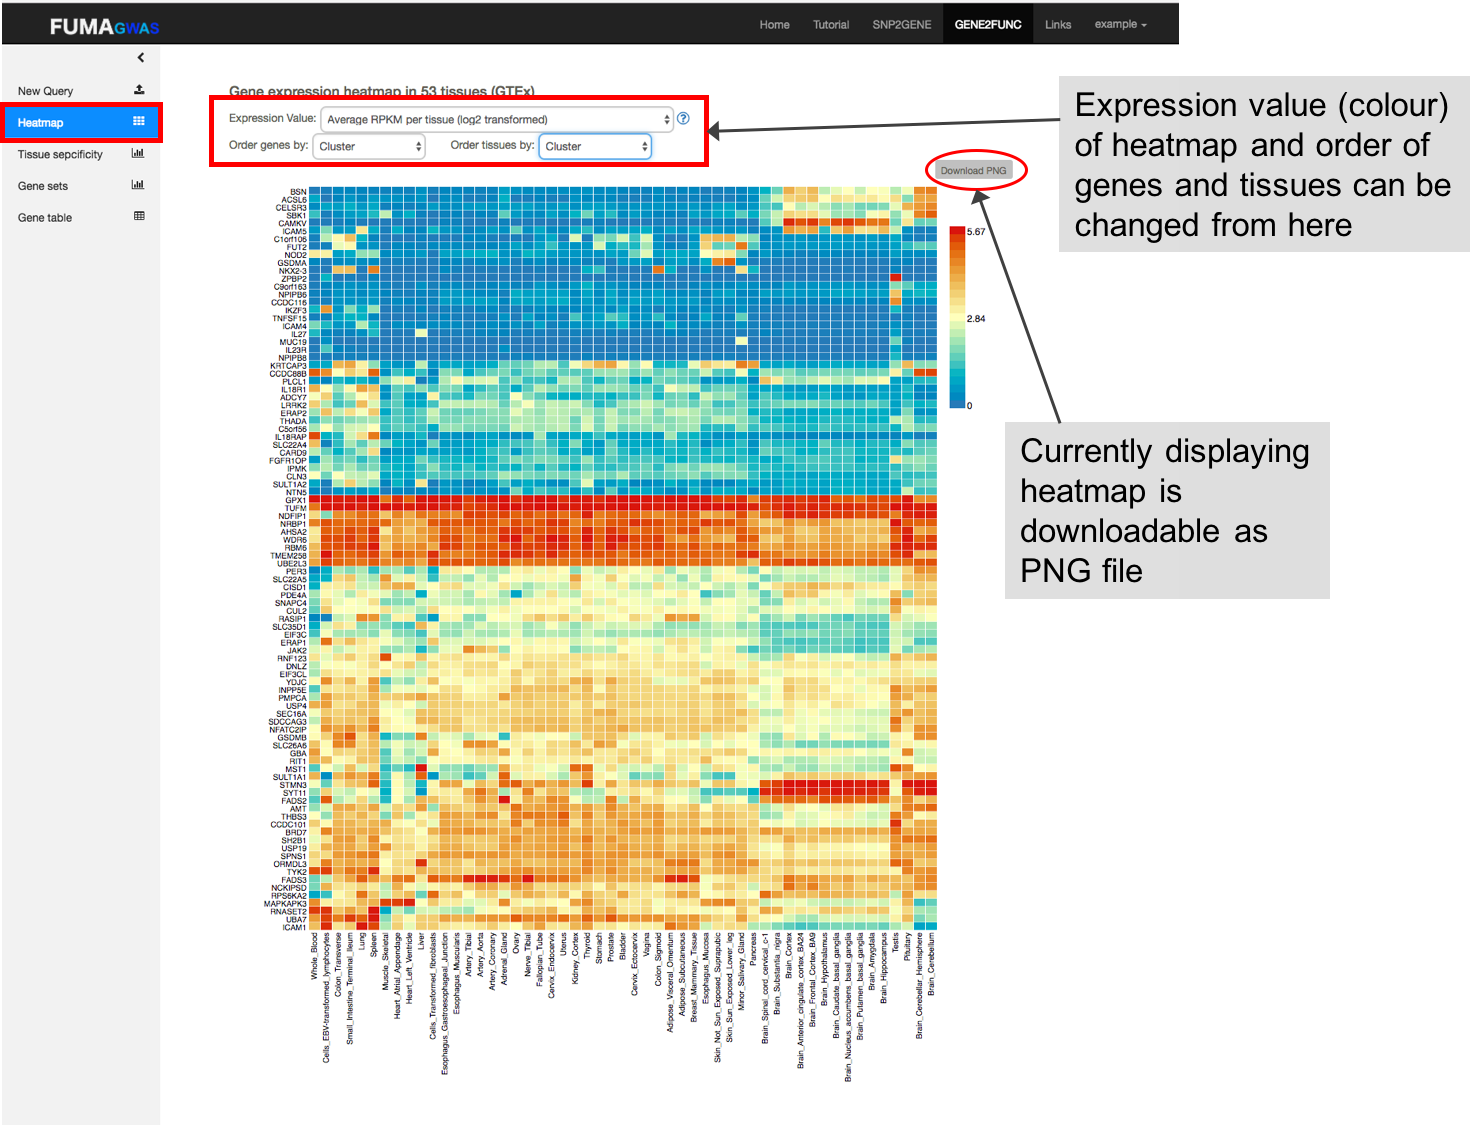 FUMAGWAS
Home Tutorial SNP2GENE GENE2FUNC Links example
New Query
Heatmap
Tissue sepcificity
Gene sets
Gene table
Gene expression heatmap in 53 tissues (GTEx)
Expression Value: Average RPKM per tissue (log2 transformed) ?
Order genes by: Cluster Order tissues by: Cluster
Download PNG
Expression value (colour)
of heatmap and order of
genes and tissues can be
changed from here
Currently displaying
heatmap is
downloadable as
PNG file
5.67
2.84
0
BSN
ACSL6
CELSR3
SBK1
CAMKV
ICAM5
C1orf106
FUT2
NOD2
GSDMA
NKX2-3
ZPBP2
C9orf163
NPIPB6
CCDC116
IKZF3
TNFSF15
ICAM4
IL27
MUC19
IL23R
NPIPB8
KRTCAP3
CCDC88B
PLCL1
IL18R1
ADCY7
LRRK2
ERAP2
THADA
C5orf56
IL18RAP
SLC22A4
CARD9
FGFR1OP
IPMK
CLN3
SULT1A2
NTN5
GPX1
TUFM
NDFIP1
NRBP1
AHSA2
WDR6
RBM6
TMEM258
UBE2L3
PER3
SLC22A5
CISD1
PDE4A
SNAPC4
CUL2
RASIP1
SLC35D1
EIF3C
ERAP1
JAK2
RNF123
DNLZ
EIF3CL
YDJC
INPP5E
PMPCA
USP4
SEC16A
SDCCAG3
NFATC2IP
GSDMB
SLC26A6
GBA
RIT1
MST1
SULT1A1
STMN3
SYT11
FADS2
AMT
THBS3
CCDC101
BRD7
SH2B1
USP19
SPNS1
ORMDL3
TYK2
FADS3
NCKIPSD
RPS6KA2
MAPKAPK3
RNASET2
UBA7
ICAM1
Whole_Blood
Cells_EBV-transformed_lymphocytes
Colon_Transverse
Small_Intestine_Terminal_Ileum
Lung
Spleen
Muscle_Skeletal
Heart_Atrial_Appendage
Heart_Left_Ventricle
Liver
Cells_Transformed_fibroblasts
Esophagus_Gastroesophageal_Junction
Esophagus_Muscularis
Artery_Tibial
Artery_Aorta
Artery_Coronary
Adrenal_Gland
Ovary
Nerve_Tibial
Fallopian_Tube
Cervix_Endocervix
Uterus
Kidney_Cortex
Thyroid
Stomach
Prostate
Bladder
Cervix_Ectocervix
Vagina
Colon_Sigmoid
Adipose_Visceral_Omentum
Adipose_Subcutaneous
Breast_Mammary_Tissue
Esophagus_Mucosa
Skin_Not_Sun_Exposed_Suprapubic
Skin_Sun_Exposed_Lower_leg
Minor_Salivary_Gland
Pancreas
Brain_Spinal_cord_cervical_c-1
Brain_Substantia_nigra
Brain_Cortex
Brain_Anterior_cingulate_cortex_BA24
Brain_Frontal_Cortex_BA9
Brain_Hypothalamus
Brain_Caudate_basal_ganglia
Brain_Nucleus_accumbens_basal_ganglia
Brain_Putamen_basal_ganglia
Brain_Amygdala
Brain_Hippocampus
Testis
Pituitary
Brain_Cerebellar_Hemisphere
Brain_Cerebellum